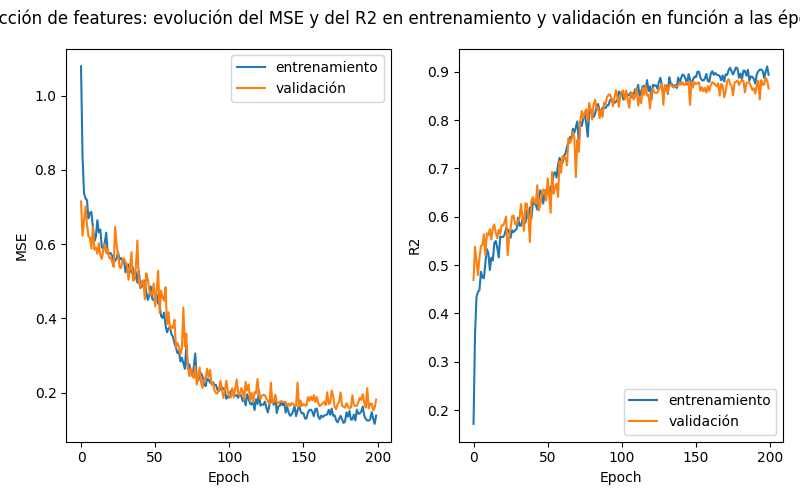 cción de features: evolución del MSE y del R2 en entrenamiento y validación en función a las épo
entrenamiento
validación
MSE
1.0
0.8
0.6
0.4
0.2
0
50
100
150
200
Epoch
R2
0.9
0.8
0.7
0.6
0.5
0.4
0.3
0.2
entrenamiento
validación
0
50
100
150
200
Epoch